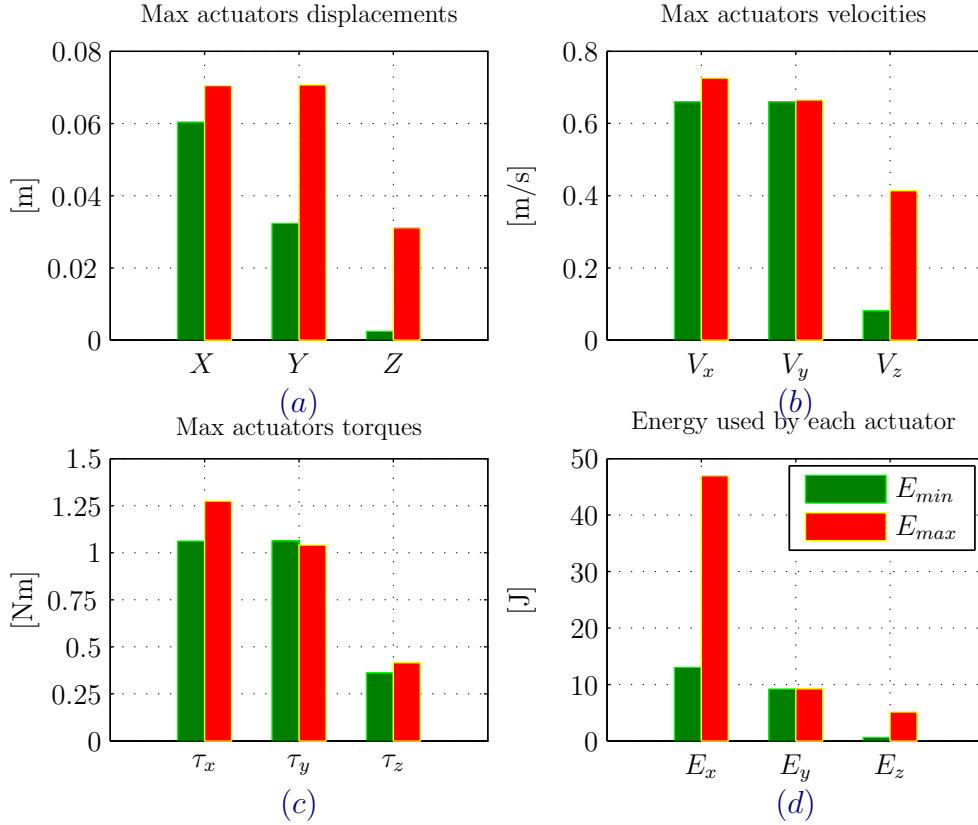 Max actuators displacements
[m]
0.08
0.06
0.04
0.02
0
X Y Z
(a)
Max actuators velocities
[m/s]
0.8
0.6
0.4
0.2
0
V_x V_y V_z
(b)
Max actuators torques
[Nm]
1.5
1.25
1
0.75
0.5
0.25
0
τ_x τ_y τ_z
(c)
Energy used by each actuator
[J]
50
40
30
20
10
0
E_min
E_max
E_x E_y E_z
(d)